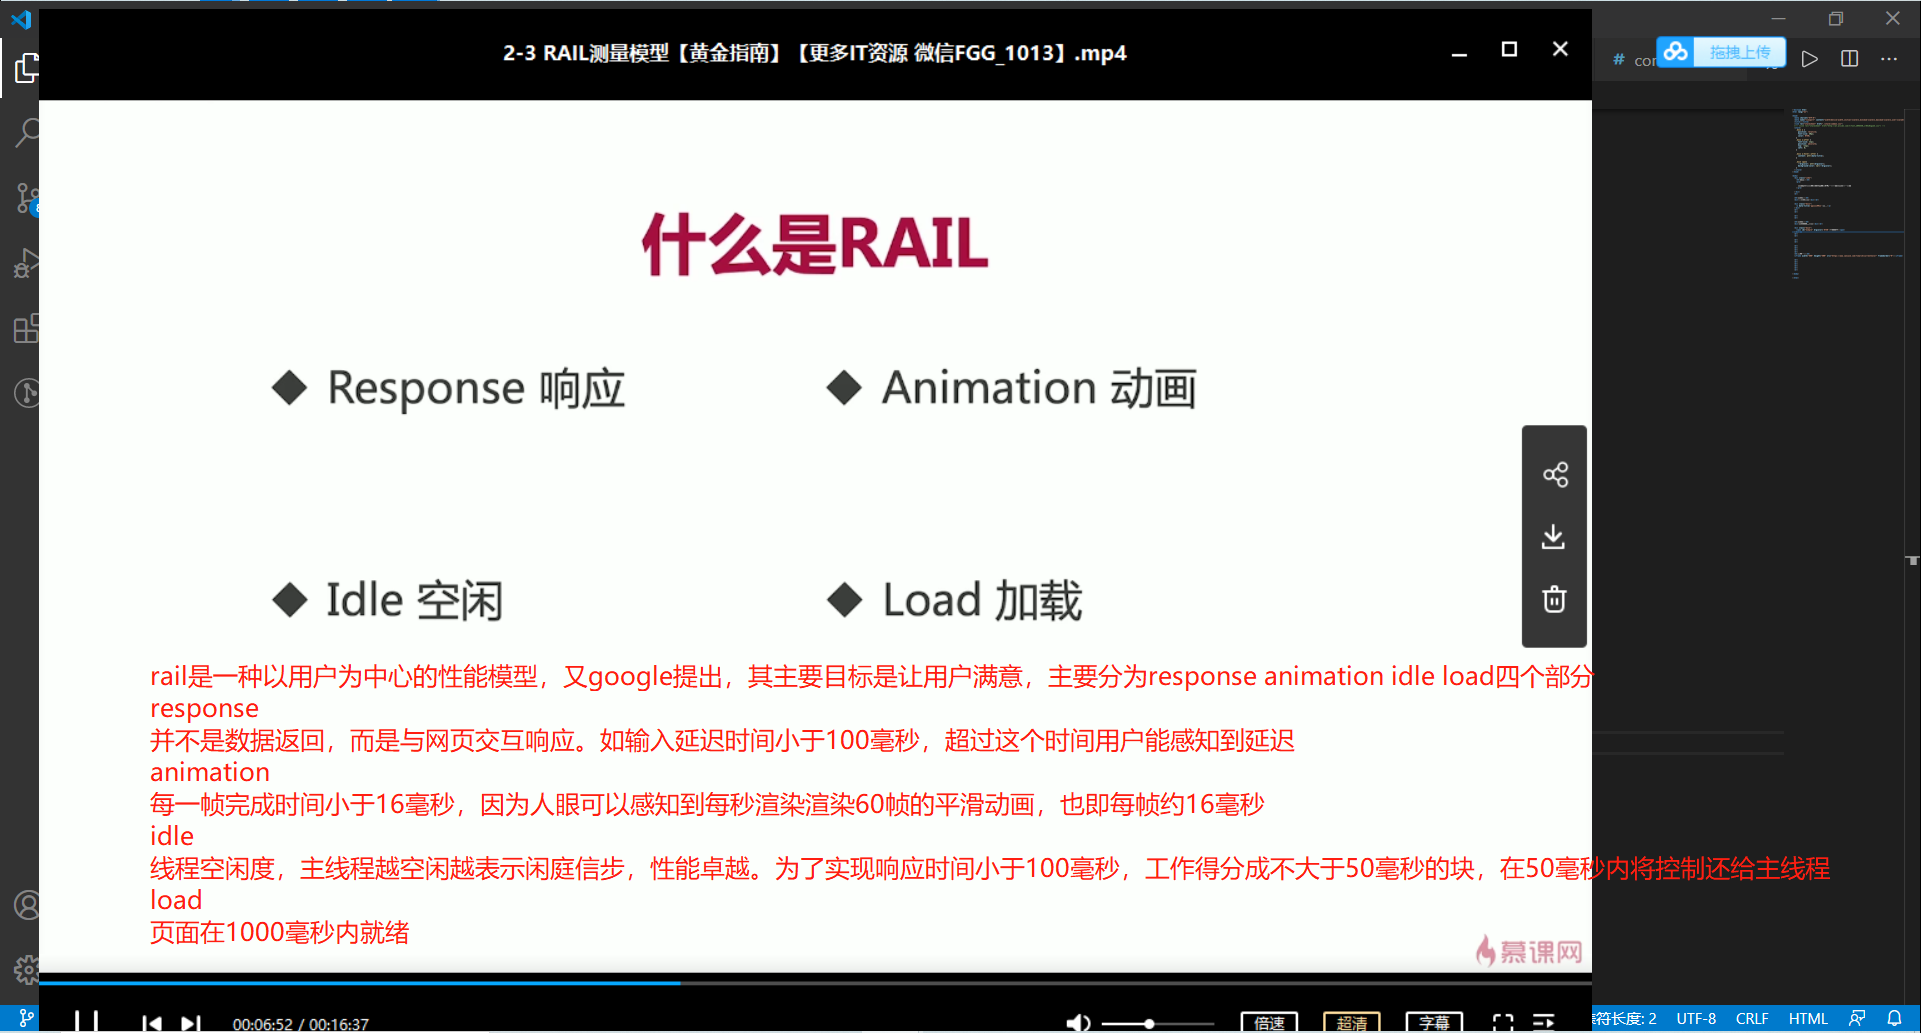 2-3 RAIL测量模型【黄金指南】【更多IT资源 微信FGG_1013】.mp4
# cor
拖拽上传
什么是RAIL
Response 响应
Animation 动画
Idle 空闲
Load 加载
rail是一种以用户为中心的性能模型，又google提出，其主要目标是让用户满意，主要分为response animation idle load四个部分
response
并不是数据返回，而是与网页交互响应。如输入延迟时间小于100毫秒，超过这个时间用户能感知到延迟
animation
每一帧完成时间小于16毫秒，因为人眼可以感知到每秒渲染渲染60帧的平滑动画，也即每帧约16毫秒
idle
线程空闲度，主线程越空闲越表示闲庭信步，性能卓越。为了实现响应时间小于100毫秒，工作得分成不大于50毫秒的块，在50毫秒内将控制还给主线程
load
页面在1000毫秒内就绪
慕课网
00:06:52 / 00:16:37
倍速
超清
字幕
符长度: 2
UTF-8
CRLF
HTML